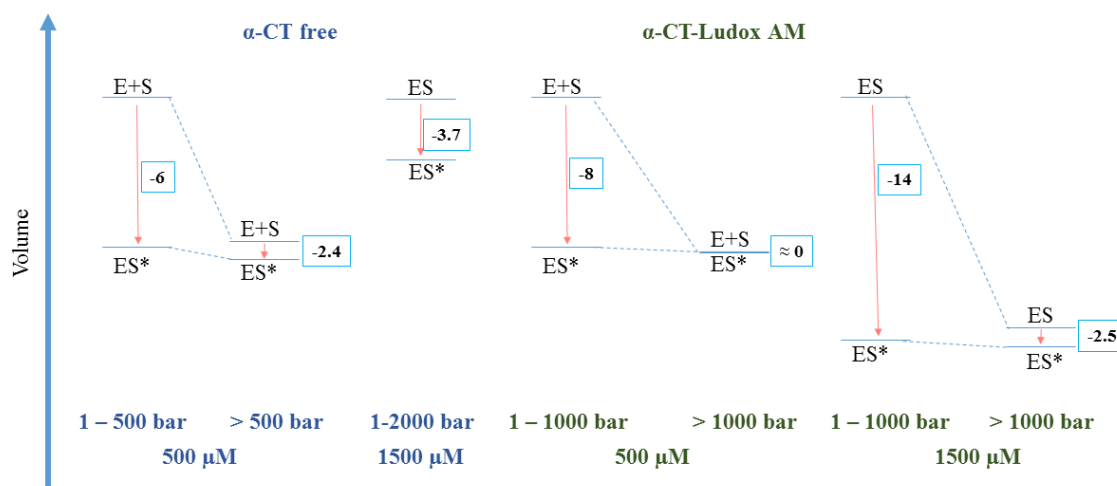 α-CT free
α-CT-Ludox AM
E+S
ES
E+S
ES
-3.7
-6
ES*
-8
-14
E+S
-2.4
ES*
ES*
E+S
≈ 0
ES*
ES*
ES
-2.5
ES*
ES*
Volume
1 – 500 bar
> 500 bar
1-2000 bar
1 – 1000 bar
> 1000 bar
1 – 1000 bar
> 1000 bar
500 μM
1500 μM
500 μM
1500 μM